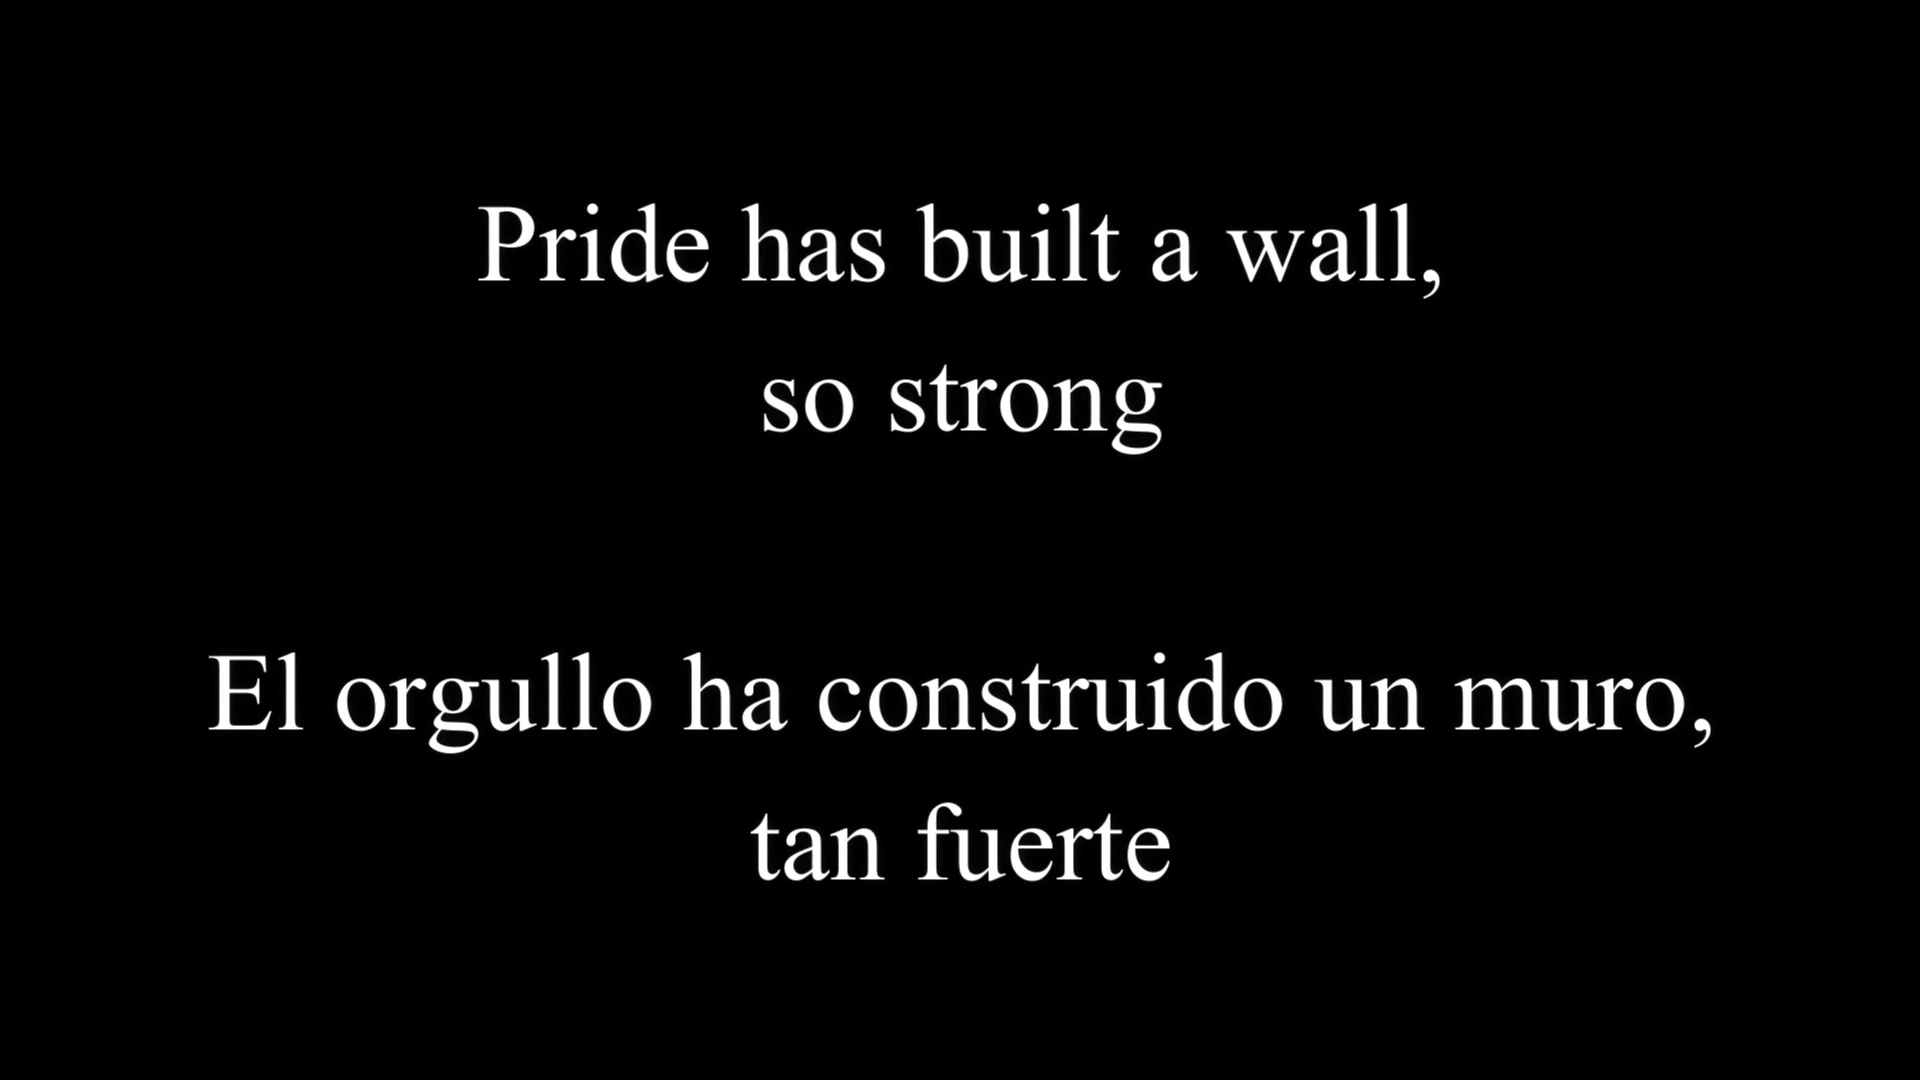 Pride has built a wall,
so strong
El orgullo ha construido un muro,
tan fuerte